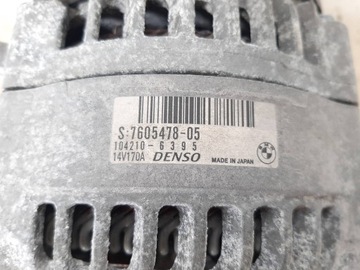 S:7605478-05
104210-6395
14V170A DENSO MADE IN JAPAN